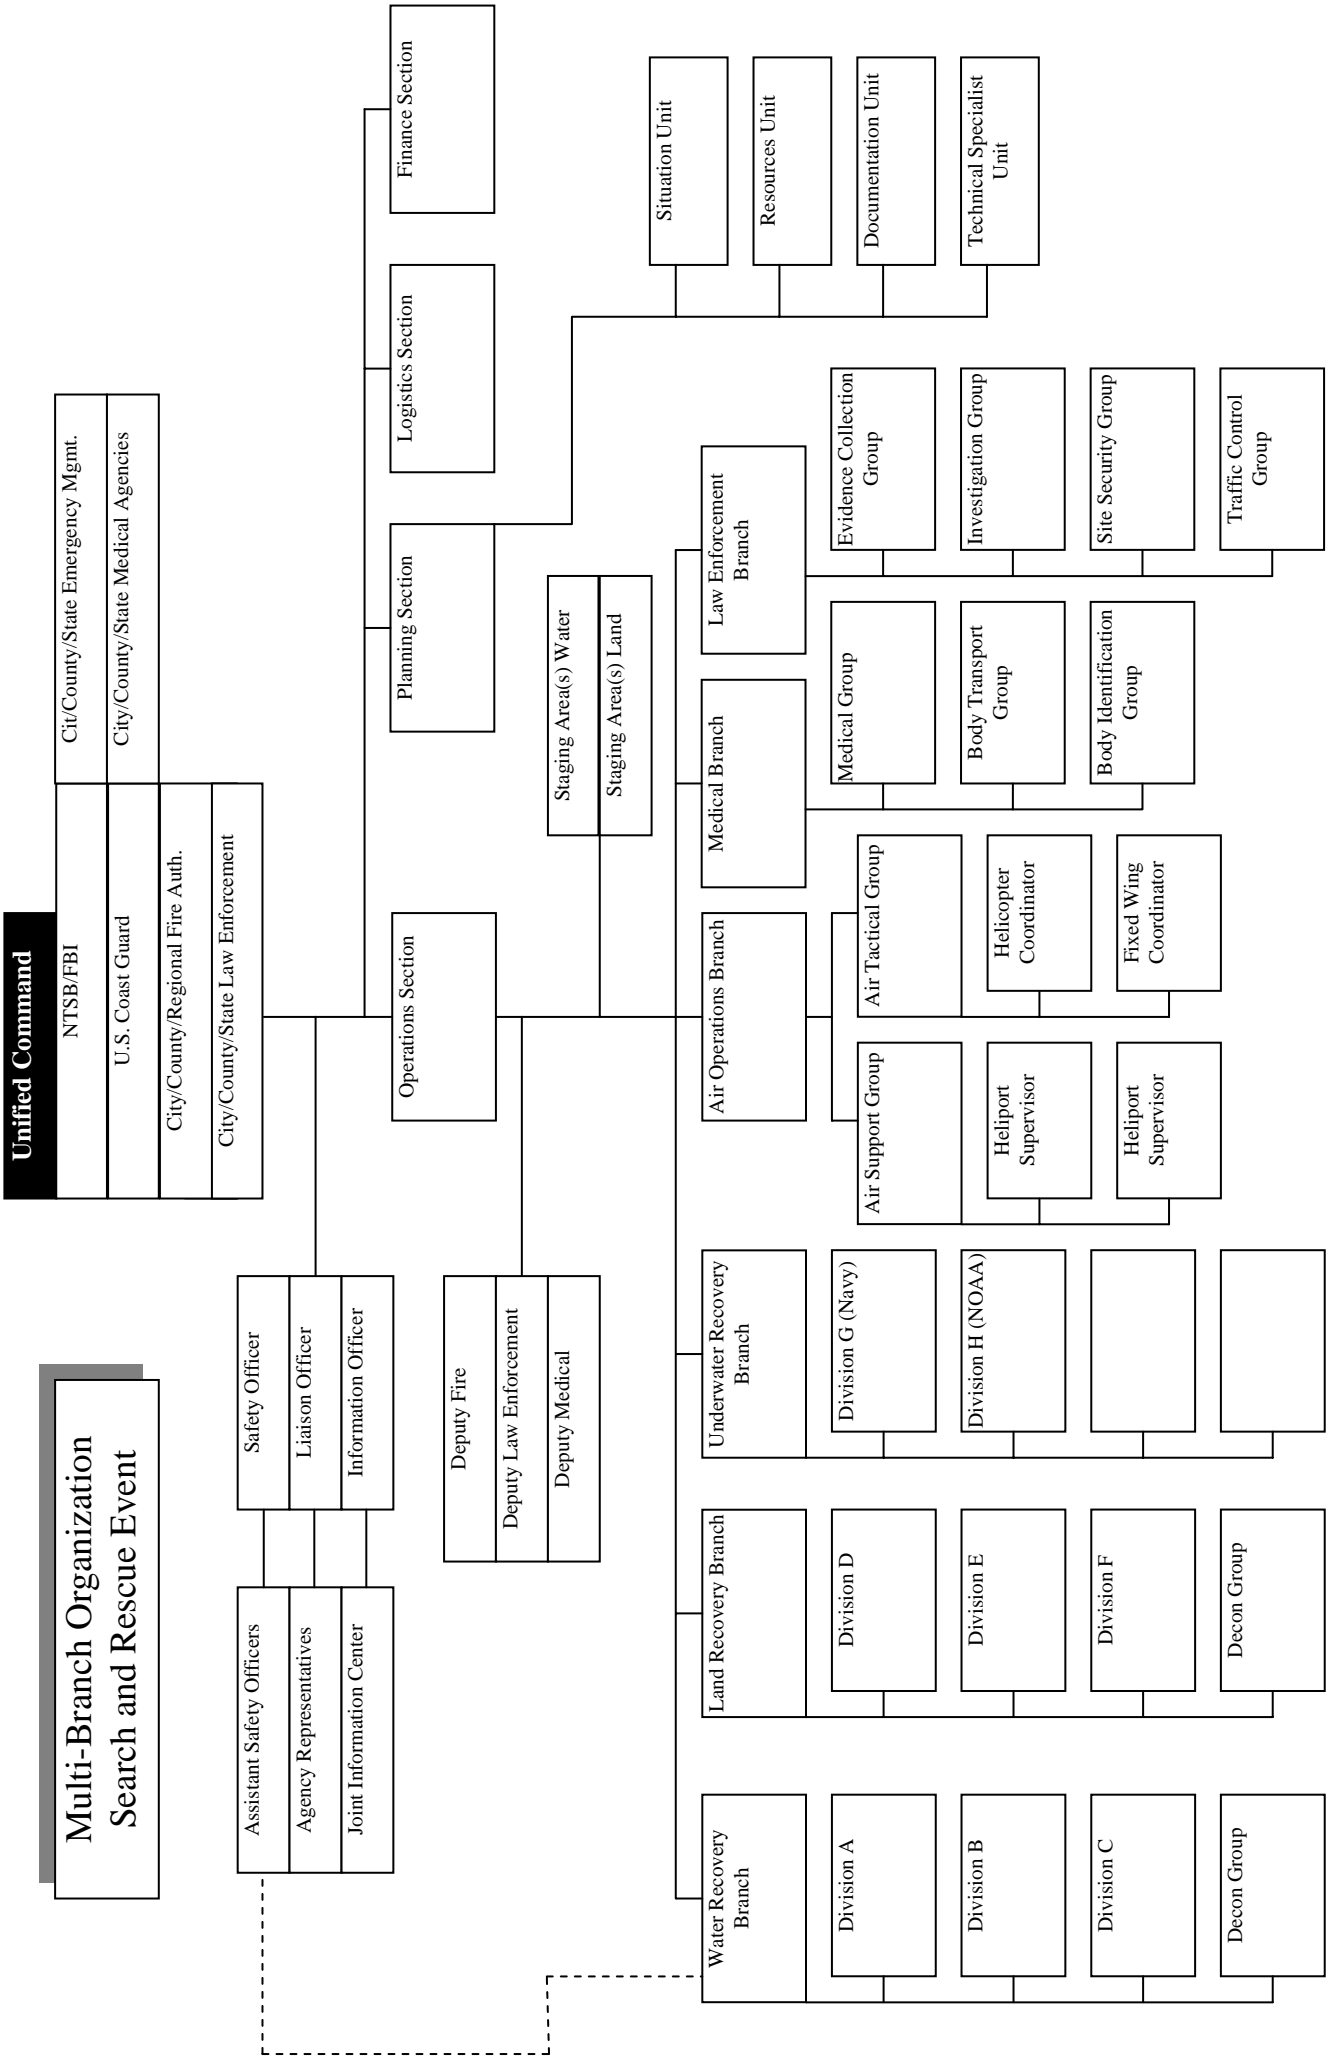 Multi-Branch Organization
Search and Rescue Event
Unified Command
NTSB/FBI
U.S. Coast Guard
City/County/Regional Fire Auth.
City/County/State Law Enforcement
Cit/County/State Emergency Mgmt.
City/County/State Medical Agencies
Assistant Safety Officers
Agency Representatives
Joint Information Center
Safety Officer
Liaison Officer
Information Officer
Operations Section
Planning Section
Logistics Section
Finance Section
Deputy Fire
Deputy Law Enforcement
Deputy Medical
Staging Area(s) Water
Staging Area(s) Land
Situation Unit
Resources Unit
Documentation Unit
Technical Specialist
Unit
Water Recovery
Branch
Division A
Division B
Division C
Decon Group
Land Recovery Branch
Division D
Division E
Division F
Decon Group
Underwater Recovery
Branch
Division G (Navy)
Division H (NOAA)
Air Operations Branch
Air Support Group
Heliport
Supervisor
Heliport
Supervisor
Air Tactical Group
Helicopter
Coordinator
Fixed Wing
Coordinator
Medical Branch
Medical Group
Body Transport
Group
Body Identification
Group
Law Enforcement
Branch
Evidence Collection
Group
Investigation Group
Site Security Group
Traffic Control
Group